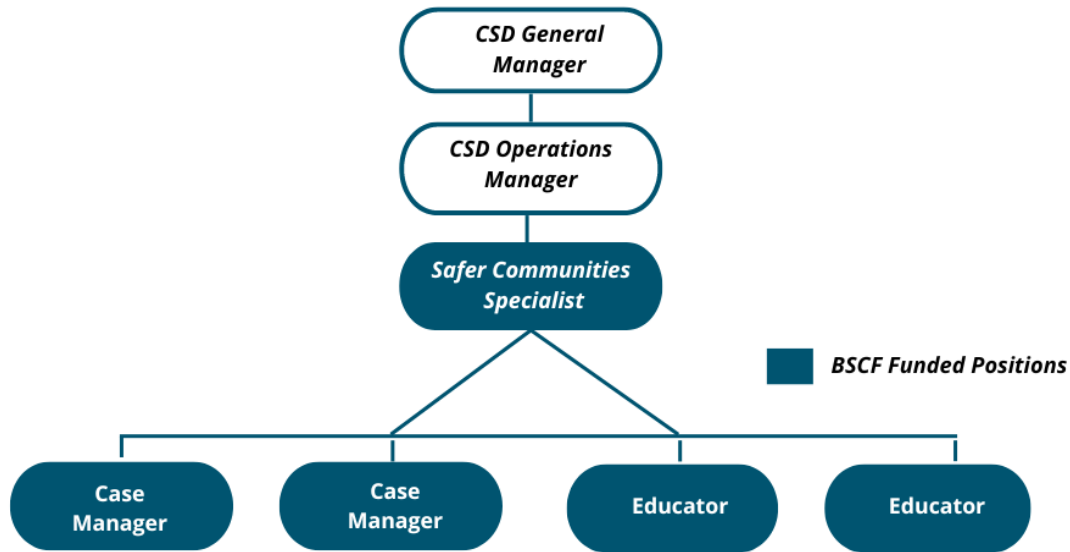 CSD General
Manager
CSD Operations
Manager
Safer Communities
Specialist
BSCF Funded Positions
Case
Manager
Case
Manager
Educator
Educator